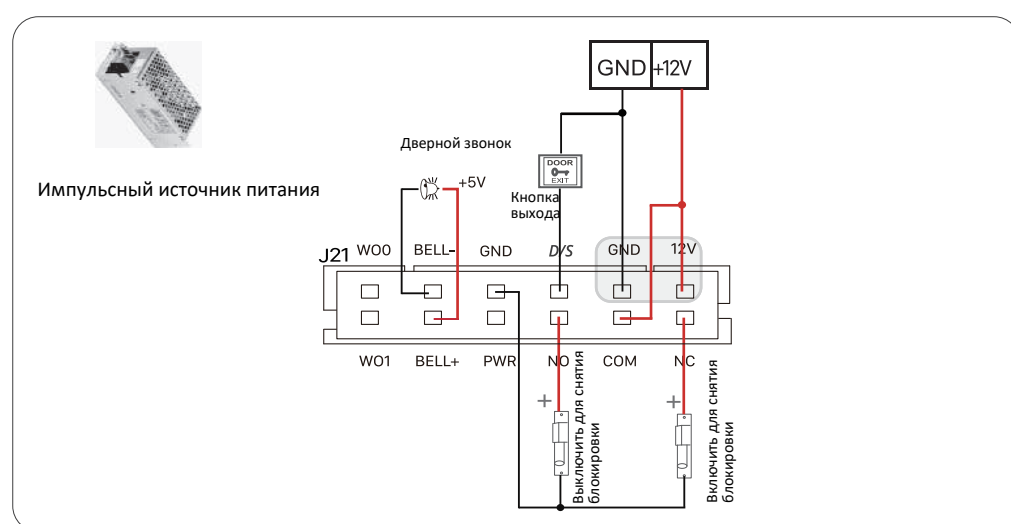 GND +12V
Дверной звонок
DOOR
EXIT
Импульсный источник питания
+5V
Кнопка
выхода
J21 WO0 BELL- GND D/S GND 12V
WO1 BELL+ PWR NO COM NC
+ +
Выключить для снятия
блокировки
Включить для снятия
блокировки